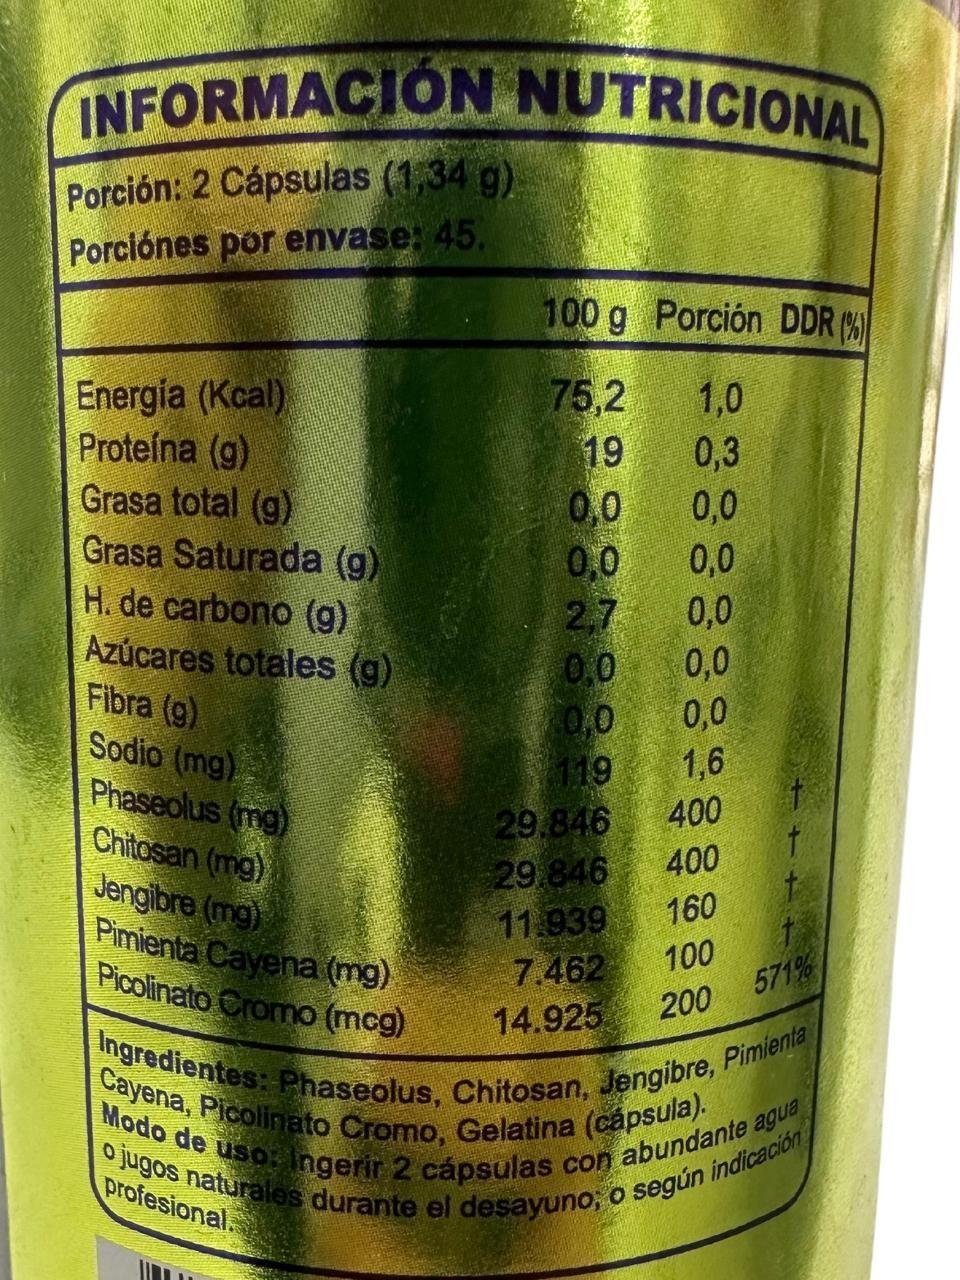 INFORMACIÓN NUTRICIONAL
Porción: 2 Cápsulas (1,34 g)
Porciónes por envase: 45.
100 g Porción DDR (%)
Energía (Kcal) 75,2 1,0
Proteína (g) 19 0,3
Grasa total (g) 0,0 0,0
Grasa Saturada (g) 0,0 0,0
H. de carbono (g) 2,7 0,0
Azúcares totales (g) 0,0 0,0
Fibra (g) 0,0 0,0
Sodio (mg) 119 1,6
Phaseolus (mg) 29.846 400 †
Chitosan (mg) 29.846 400 †
Jengibre (mg) 11.939 160 †
Pimienta Cayena (mg) 7.462 100 †
Picolinato Cromo (mcg) 14.925 200 571%
Ingredientes: Phaseolus, Chitosan, Jengibre, Pimienta
Cayena, Picolinato Cromo, Gelatina (cápsula).
Modo de uso: Ingerir 2 cápsulas con abundante agua
o jugos naturales durante el desayuno; o según indicación
profesional.